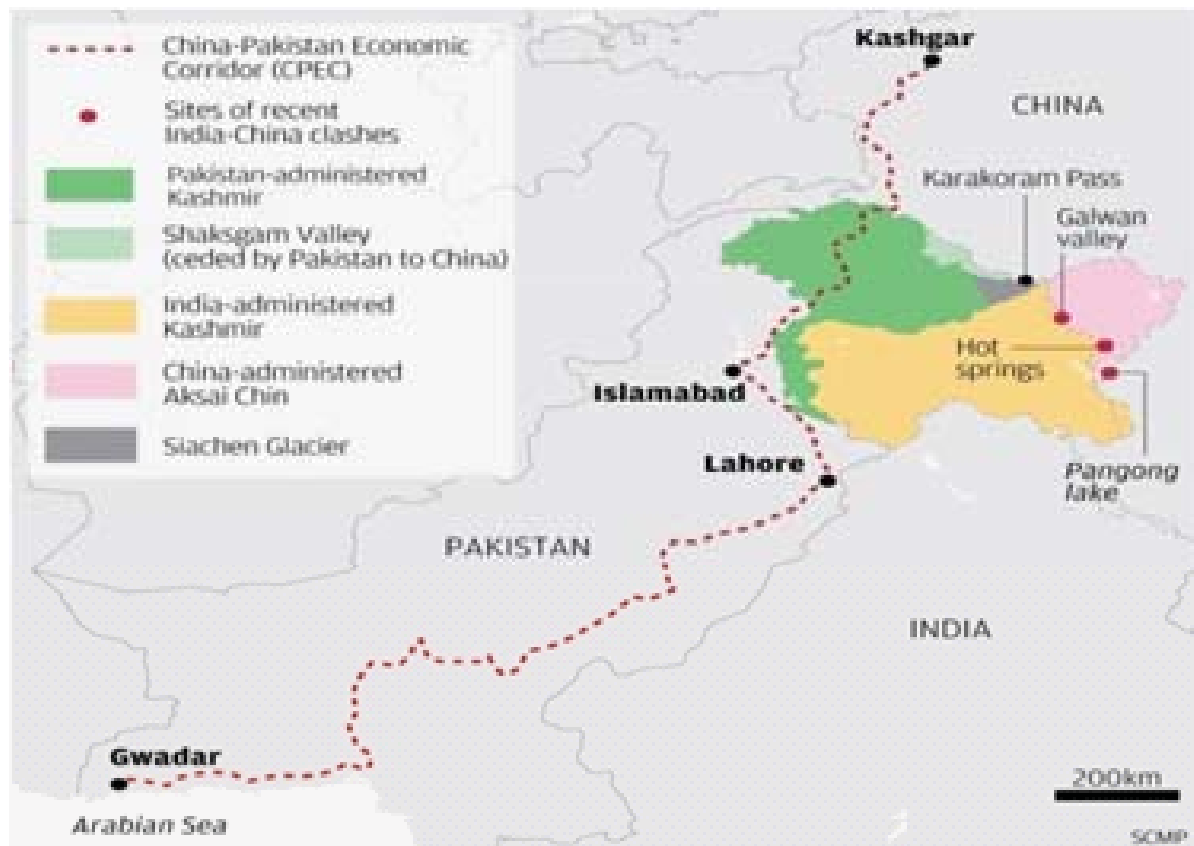 China-Pakistan Economic
Corridor (CPEC)
Sites of recent
India-China clashes
Pakistan-administered
Kashmir
Shaksgam Valley
(ceded by Pakistan to China)
India-administered
Kashmir
China-administered
Aksai Chin
Siachen Glacier
Kashgar
CHINA
Karakoram Pass
Galwan
valley
Hot
springs
Islamabad
Lahore
Pangong
lake
PAKISTAN
INDIA
Gwadar
200km
Arabian Sea
SCMP